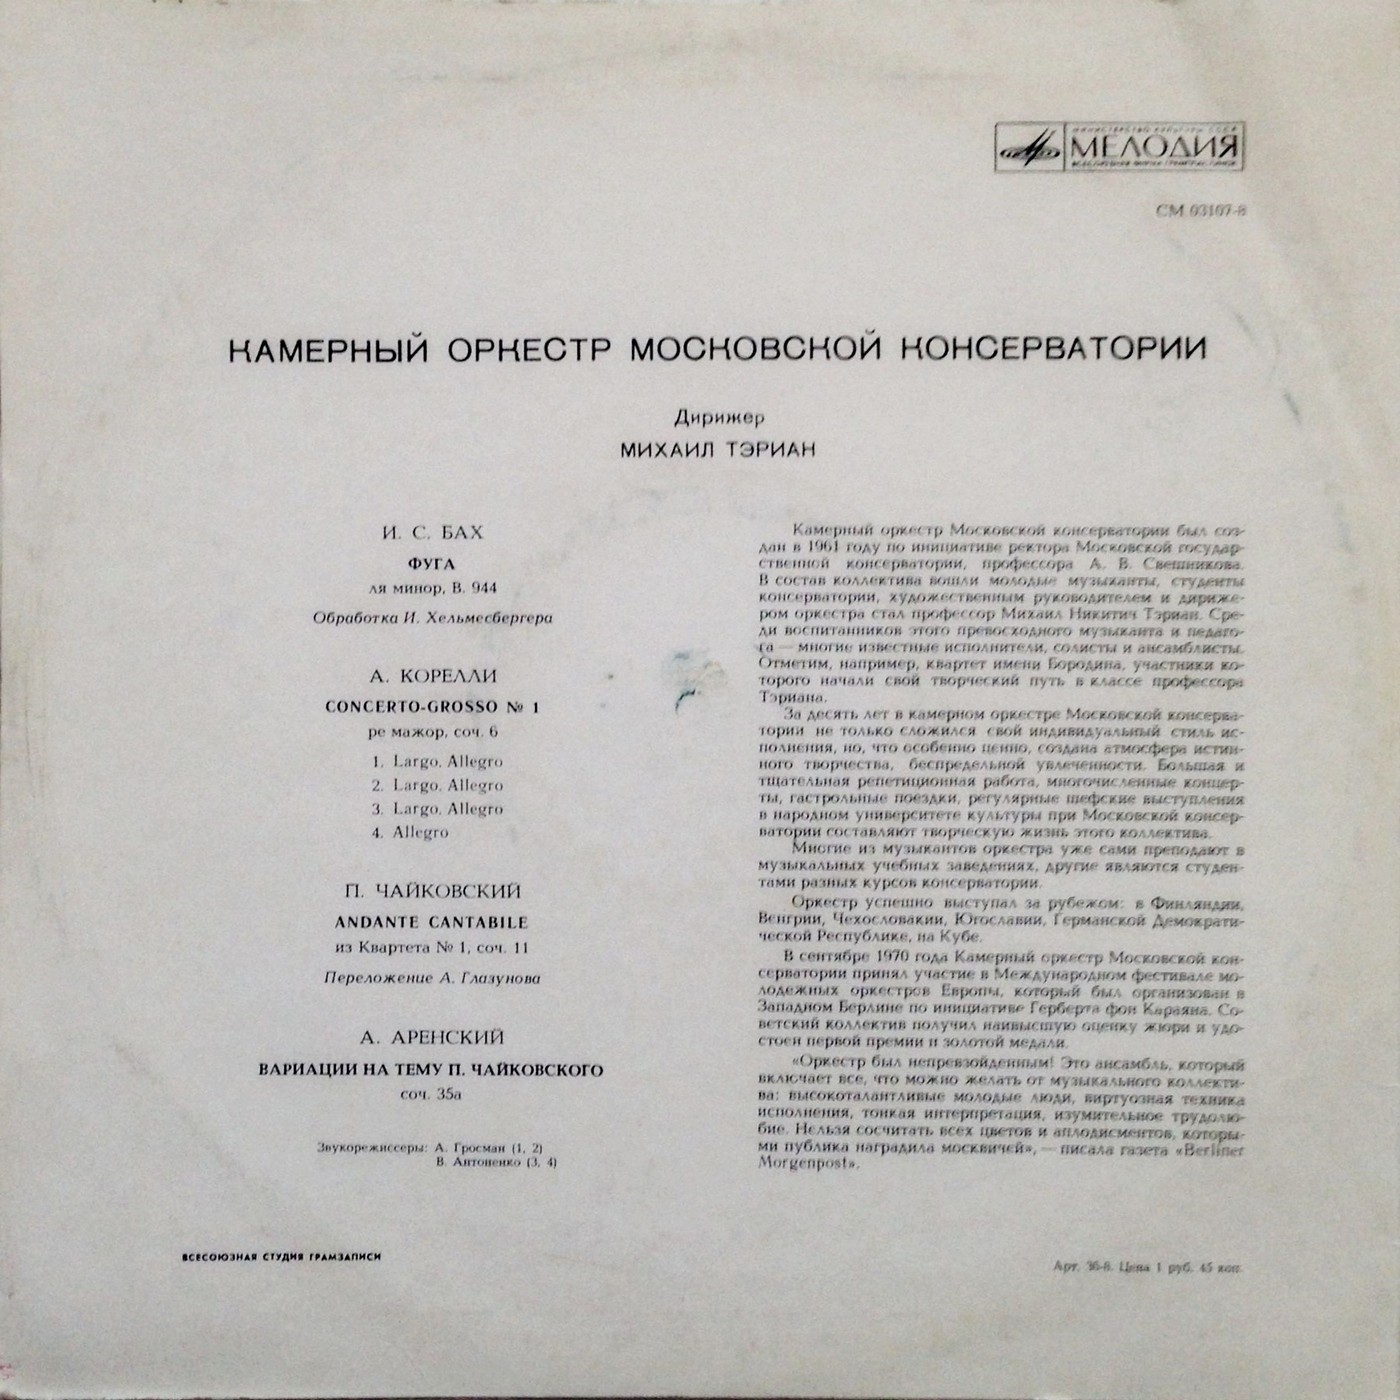 МИНИСТЕРСТВО КУЛЬТУРЫ СССР
МЕЛОДИЯ
ВСЕСОЮЗНАЯ ФИРМА ГРАМПЛАСТИНОК
СМ 03107-8
КАМЕРНЫЙ ОРКЕСТР МОСКОВСКОЙ КОНСЕРВАТОРИИ
Дирижер
МИХАИЛ ТЭРИАН
И. С. БАХ
ФУГА
ля минор, В. 944
Обработка И. Хельмесбергера
А. КОРЕЛЛИ
CONCERTO-GROSSO № 1
ре мажор, соч. 6
1. Largo. Allegro
2. Largo. Allegro
3. Largo. Allegro
4. Allegro
П. ЧАЙКОВСКИЙ
ANDANTE CANTABILE
из Квартета № 1, соч. 11
Переложение А. Глазунова
А. АРЕНСКИЙ
ВАРИАЦИИ НА ТЕМУ П. ЧАЙКОВСКОГО
соч. 35а
Звукорежиссеры: А. Гросман (1, 2)
В. Антоненко (3, 4)
Камерный оркестр Московской консерватории был соз-
дан в 1961 году по инициативе ректора Московской государ-
ственной консерватории, профессора А. В. Свешникова.
В состав коллектива вошли молодые музыканты, студенты
консерватории, художественным руководителем и дириже-
ром оркестра стал профессор Михаил Никитич Тэриан. Сре-
ди воспитанников этого превосходного музыканта и педаго-
га — многие известные исполнители, солисты и ансамблисты.
Отметим, например, квартет имени Бородина, участники ко-
торого начали свой творческий путь в классе профессора
Тэриана.
За десять лет в камерном оркестре Московской консерва-
тории не только сложился свой индивидуальный стиль ис-
полнения, но, что особенно ценно, создана атмосфера истин-
ного творчества, беспредельной увлеченности. Большая и
тщательная репетиционная работа, многочисленные концер-
ты, гастрольные поездки, регулярные шефские выступления
в народном университете культуры при Московской консер-
ватории составляют творческую жизнь этого коллектива.
Многие из музыкантов оркестра уже сами преподают в
музыкальных учебных заведениях, другие являются студен-
тами разных курсов консерватории.
Оркестр успешно выступал за рубежом: в Финляндии,
Венгрии, Чехословакии, Югославии, Германской Демократи-
ческой Республике, на Кубе.
В сентябре 1970 года Камерный оркестр Московской кон-
серватории принял участие в Международном фестивале мо-
лодежных оркестров Европы, который был организован в
Западном Берлине по инициативе Герберта фон Караяна. Со-
ветский коллектив получил наивысшую оценку жюри и удо-
стоен первой премии и золотой медали.
«Оркестр был непревзойденным! Это ансамбль, который
включает все, что можно желать от музыкального коллекти-
ва: высокоталантливые молодые люди, виртуозная техника
исполнения, тонкая интерпретация, изумительное трудолю-
бие. Нельзя сосчитать всех цветов и аплодисментов, которы-
ми публика наградила москвичей», — писала газета «Berliner
Morgenpost».
ВСЕСОЮЗНАЯ СТУДИЯ ГРАМЗАПИСИ
Арт. 36-8. Цена 1 руб. 45 коп.